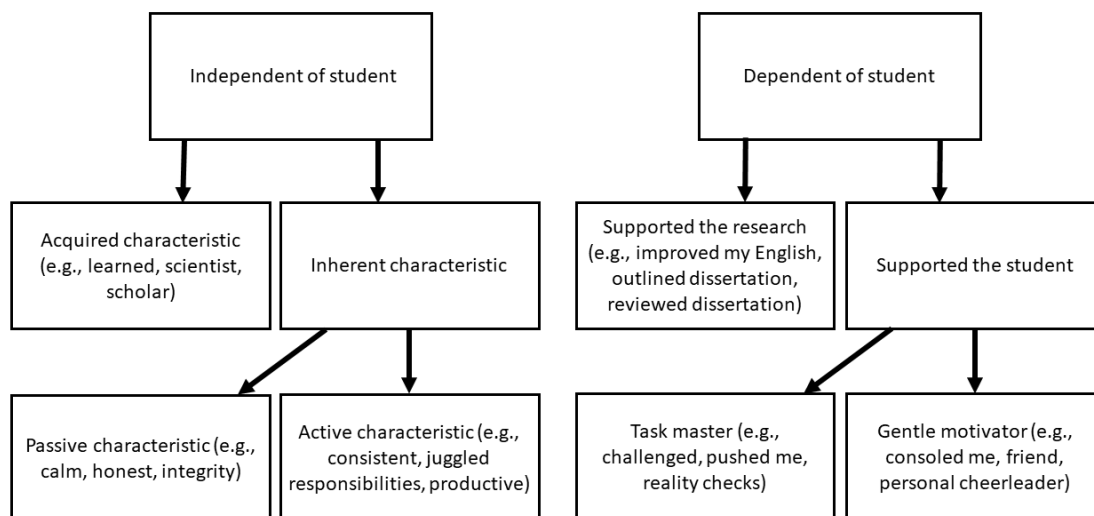 Independent of student
Dependent of student
Acquired characteristic
(e.g., learned, scientist,
scholar)
Inherent characteristic
Supported the research
(e.g., improved my English,
outlined dissertation,
reviewed dissertation)
Supported the student
Passive characteristic (e.g.,
calm, honest, integrity)
Active characteristic (e.g.,
consistent, juggled
responsibilities, productive)
Task master (e.g.,
challenged, pushed me,
reality checks)
Gentle motivator (e.g.,
consoled me, friend,
personal cheerleader)